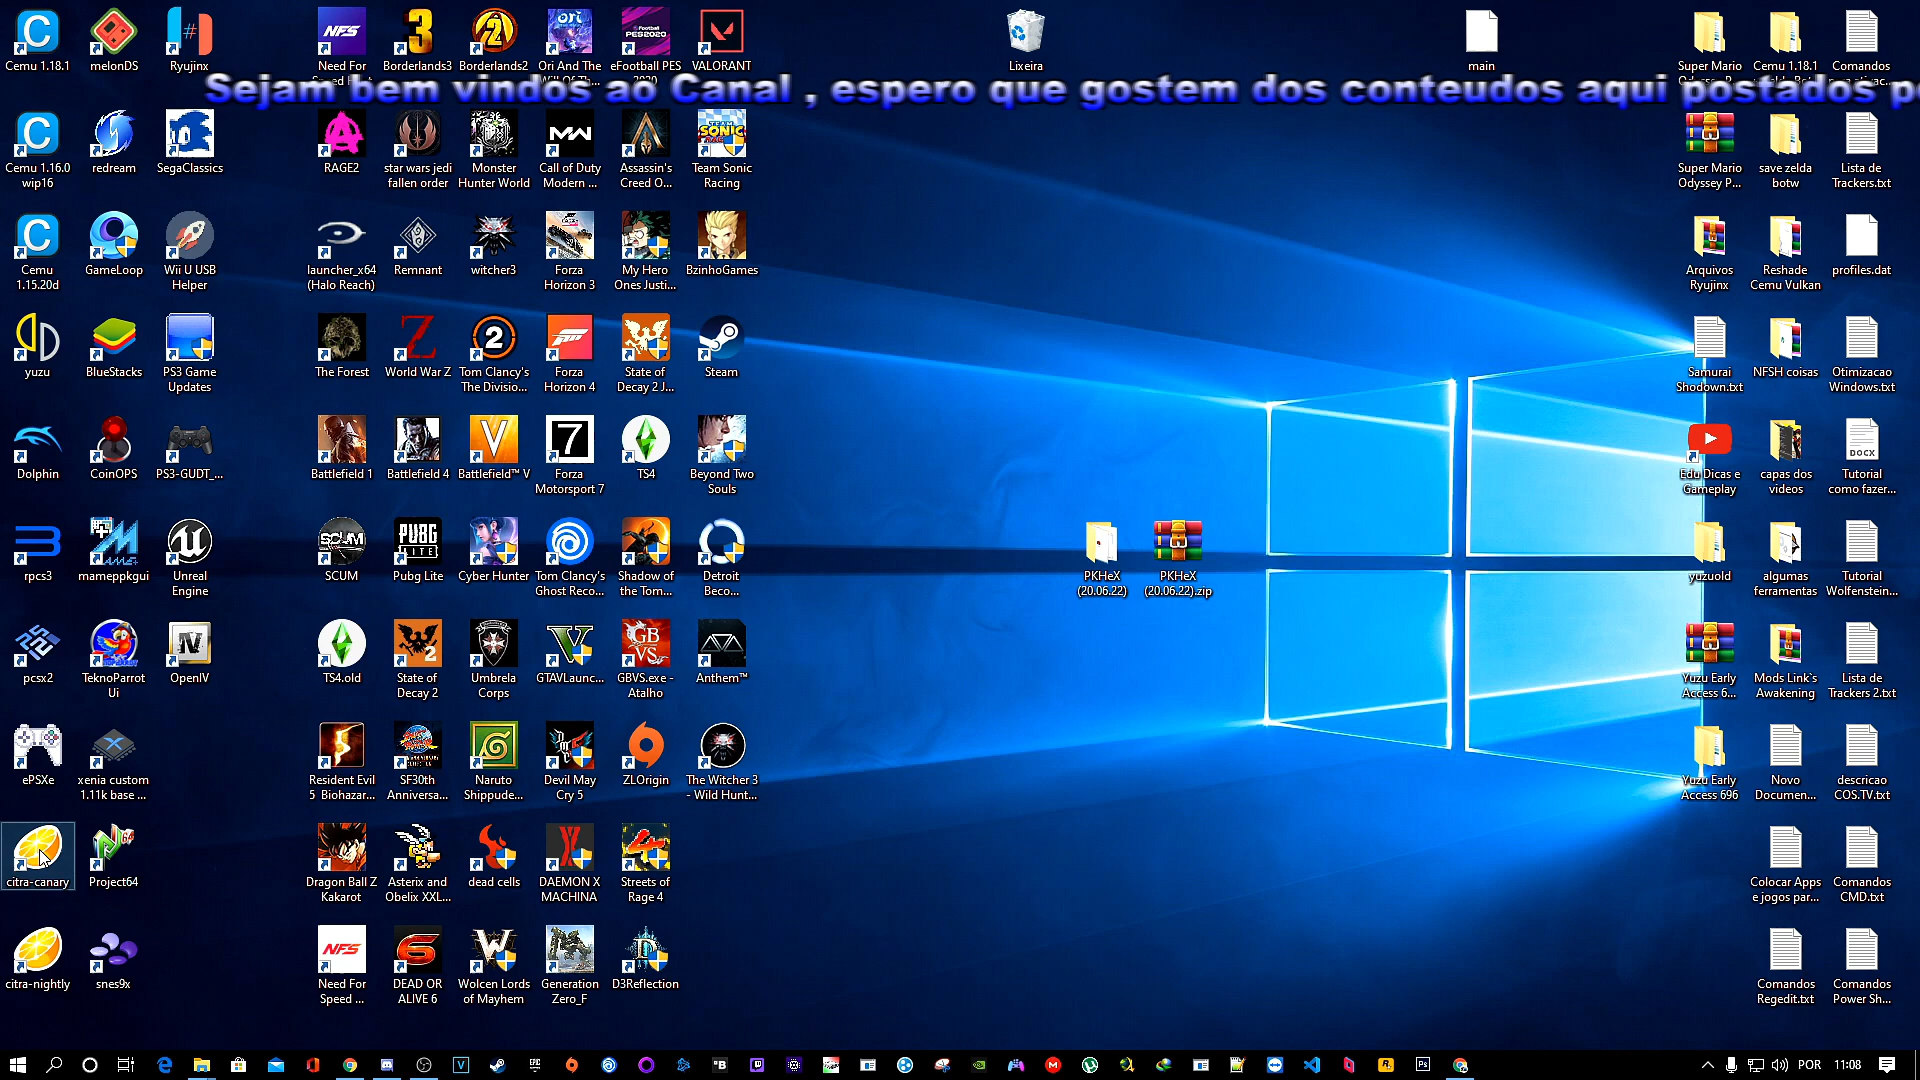 Cemu 1.18.1
melonDS
Ryujinx
Need For
Borderlands3
Borderlands2
Ori And The
eFootball PES
VALORANT
Lixeira
main
Super Mario
Cemu 1.18.1
Comandos
Sejam bem vindos ao Canal , espero que gostem dos conteudos aqui postados
Cemu 1.16.0
wip16
redream
SegaClassics
RAGE2
star wars jedi
fallen order
Monster
Hunter World
Call of Duty
Modern ...
Assassin's
Creed O...
Team Sonic
Racing
Super Mario
Odyssey P...
save zelda
botw
Lista de
Trackers.txt
Cemu
1.15.20d
GameLoop
Wii U USB
Helper
launcher_x64
(Halo Reach)
Remnant
witcher3
Forza
Horizon 3
My Hero
Ones Justi...
BzinhoGames
Arquivos
Ryujinx
Reshade
Cemu Vulkan
profiles.dat
yuzu
BlueStacks
PS3 Game
Updates
The Forest
World War Z
Tom Clancy's
The Divisio...
Forza
Horizon 4
State of
Decay 2 J...
Steam
Samurai
Shodown.txt
NFSH coisas
Otimizacao
Windows.txt
Dolphin
CoinOPS
PS3-GUDT_...
Battlefield 1
Battlefield 4
Battlefield™ V
Forza
Motorsport 7
TS4
Beyond Two
Souls
Edu Dicas e
Gameplay
capas dos
videos
Tutorial
como fazer...
rpcs3
mameppkgui
Unreal
Engine
SCUM
Pubg Lite
Cyber Hunter
Tom Clancy's
Ghost Reco...
Shadow of
the Tom...
Detroit
Beco...
PKHeX
(20.06.22)
PKHeX
(20.06.22).zip
yuzuold
algumas
ferramentas
Tutorial
Wolfenstein...
pcsx2
TeknoParrot
Ui
OpenIV
TS4.old
State of
Decay 2
Umbrela
Corps
GTAVLaunc...
GBVS.exe -
Atalho
Anthem™
Yuzu Early
Access 6...
Mods Link`s
Awakening
Lista de
Trackers 2.txt
ePSXe
xenia custom
1.11k base ...
Resident Evil
5 Biohazar...
SF30th
Anniversa...
Naruto
Shippude...
Devil May
Cry 5
ZLOrigin
The Witcher 3
- Wild Hunt...
Yuzu Early
Access 696
Novo
Documen...
descricao
COS.TV.txt
citra-canary
Project64
Dragon Ball Z
Kakarot
Asterix and
Obelix XXL...
dead cells
DAEMON X
MACHINA
Streets of
Rage 4
Colocar Apps
e jogos par...
Comandos
CMD.txt
citra-nightly
snes9x
Need For
Speed ...
DEAD OR
ALIVE 6
Wolcen Lords
of Mayhem
Generation
Zero_F
D3Reflection
Comandos
Regedit.txt
Comandos
Power Sh...
POR
11:08